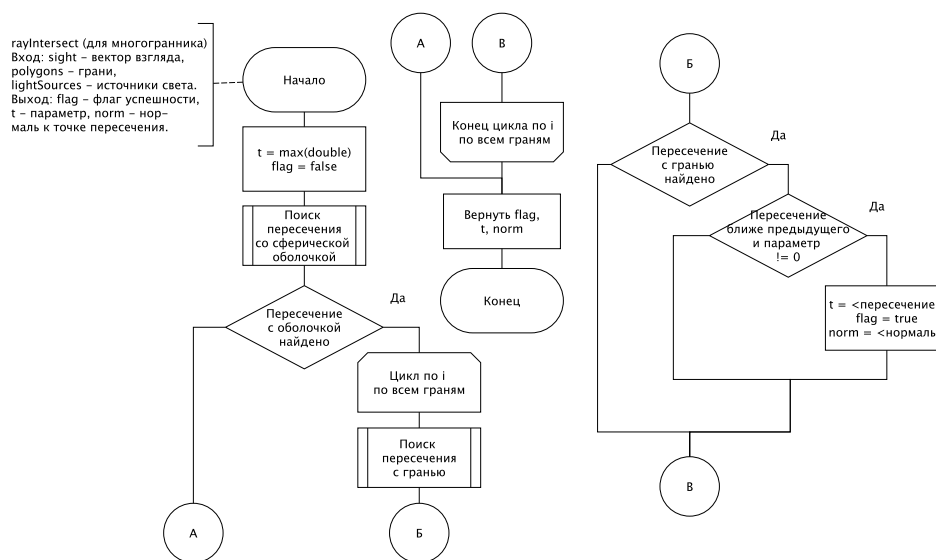 rayIntersect (для многогранника)
Вход: sight – вектор взгляда,
polygons – грани,
lightSources – источники света.
Выход: flag – флаг успешности,
t – параметр, norm – нор-
маль к точке пересечения.
Начало
t = max(double)
flag = false
Поиск
пересечения
со сферической
оболочкой
Пересечение
с оболочкой
найдено
Да
Цикл по i
по всем граням
Поиск
пересечения
с гранью
А
Б
А
В
Конец цикла по i
по всем граням
Вернуть flag,
t, norm
Конец
Б
Пересечение
с гранью
найдено
Да
Пересечение
ближе предыдущего
и параметр
!= 0
Да
t = <пересечение
flag = true
norm = <нормаль
В